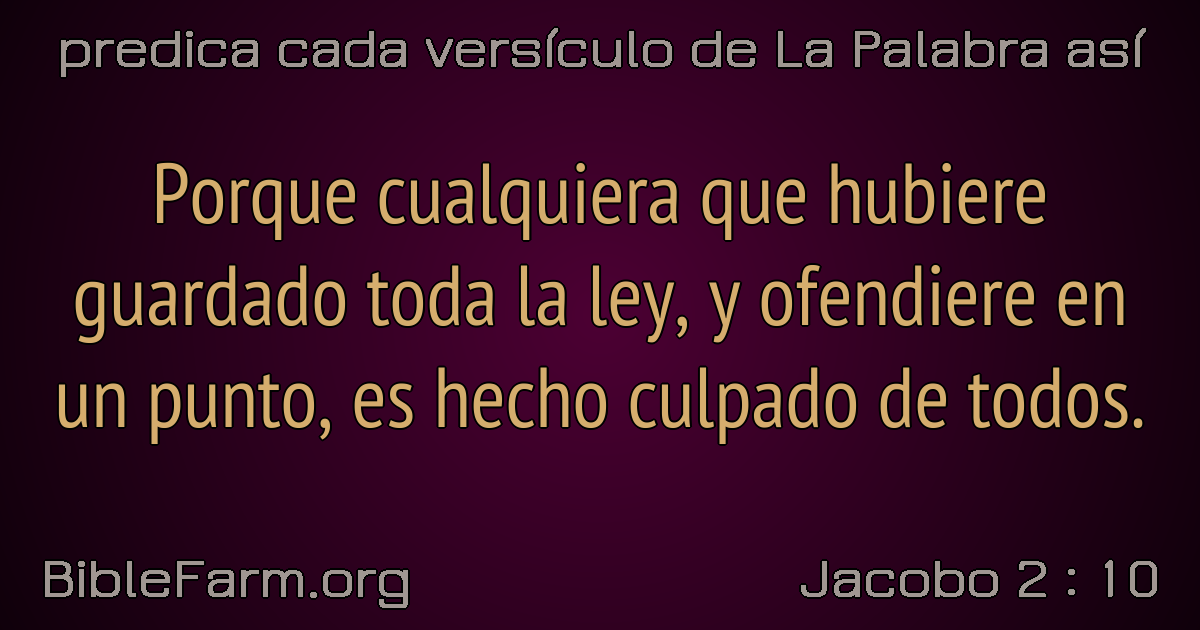 predica cada versículo de La Palabra así
Porque cualquiera que hubiere
guardado toda la ley, y ofendiere en
un punto, es hecho culpado de todos.
BibleFarm.org
Jacobo 2 : 10